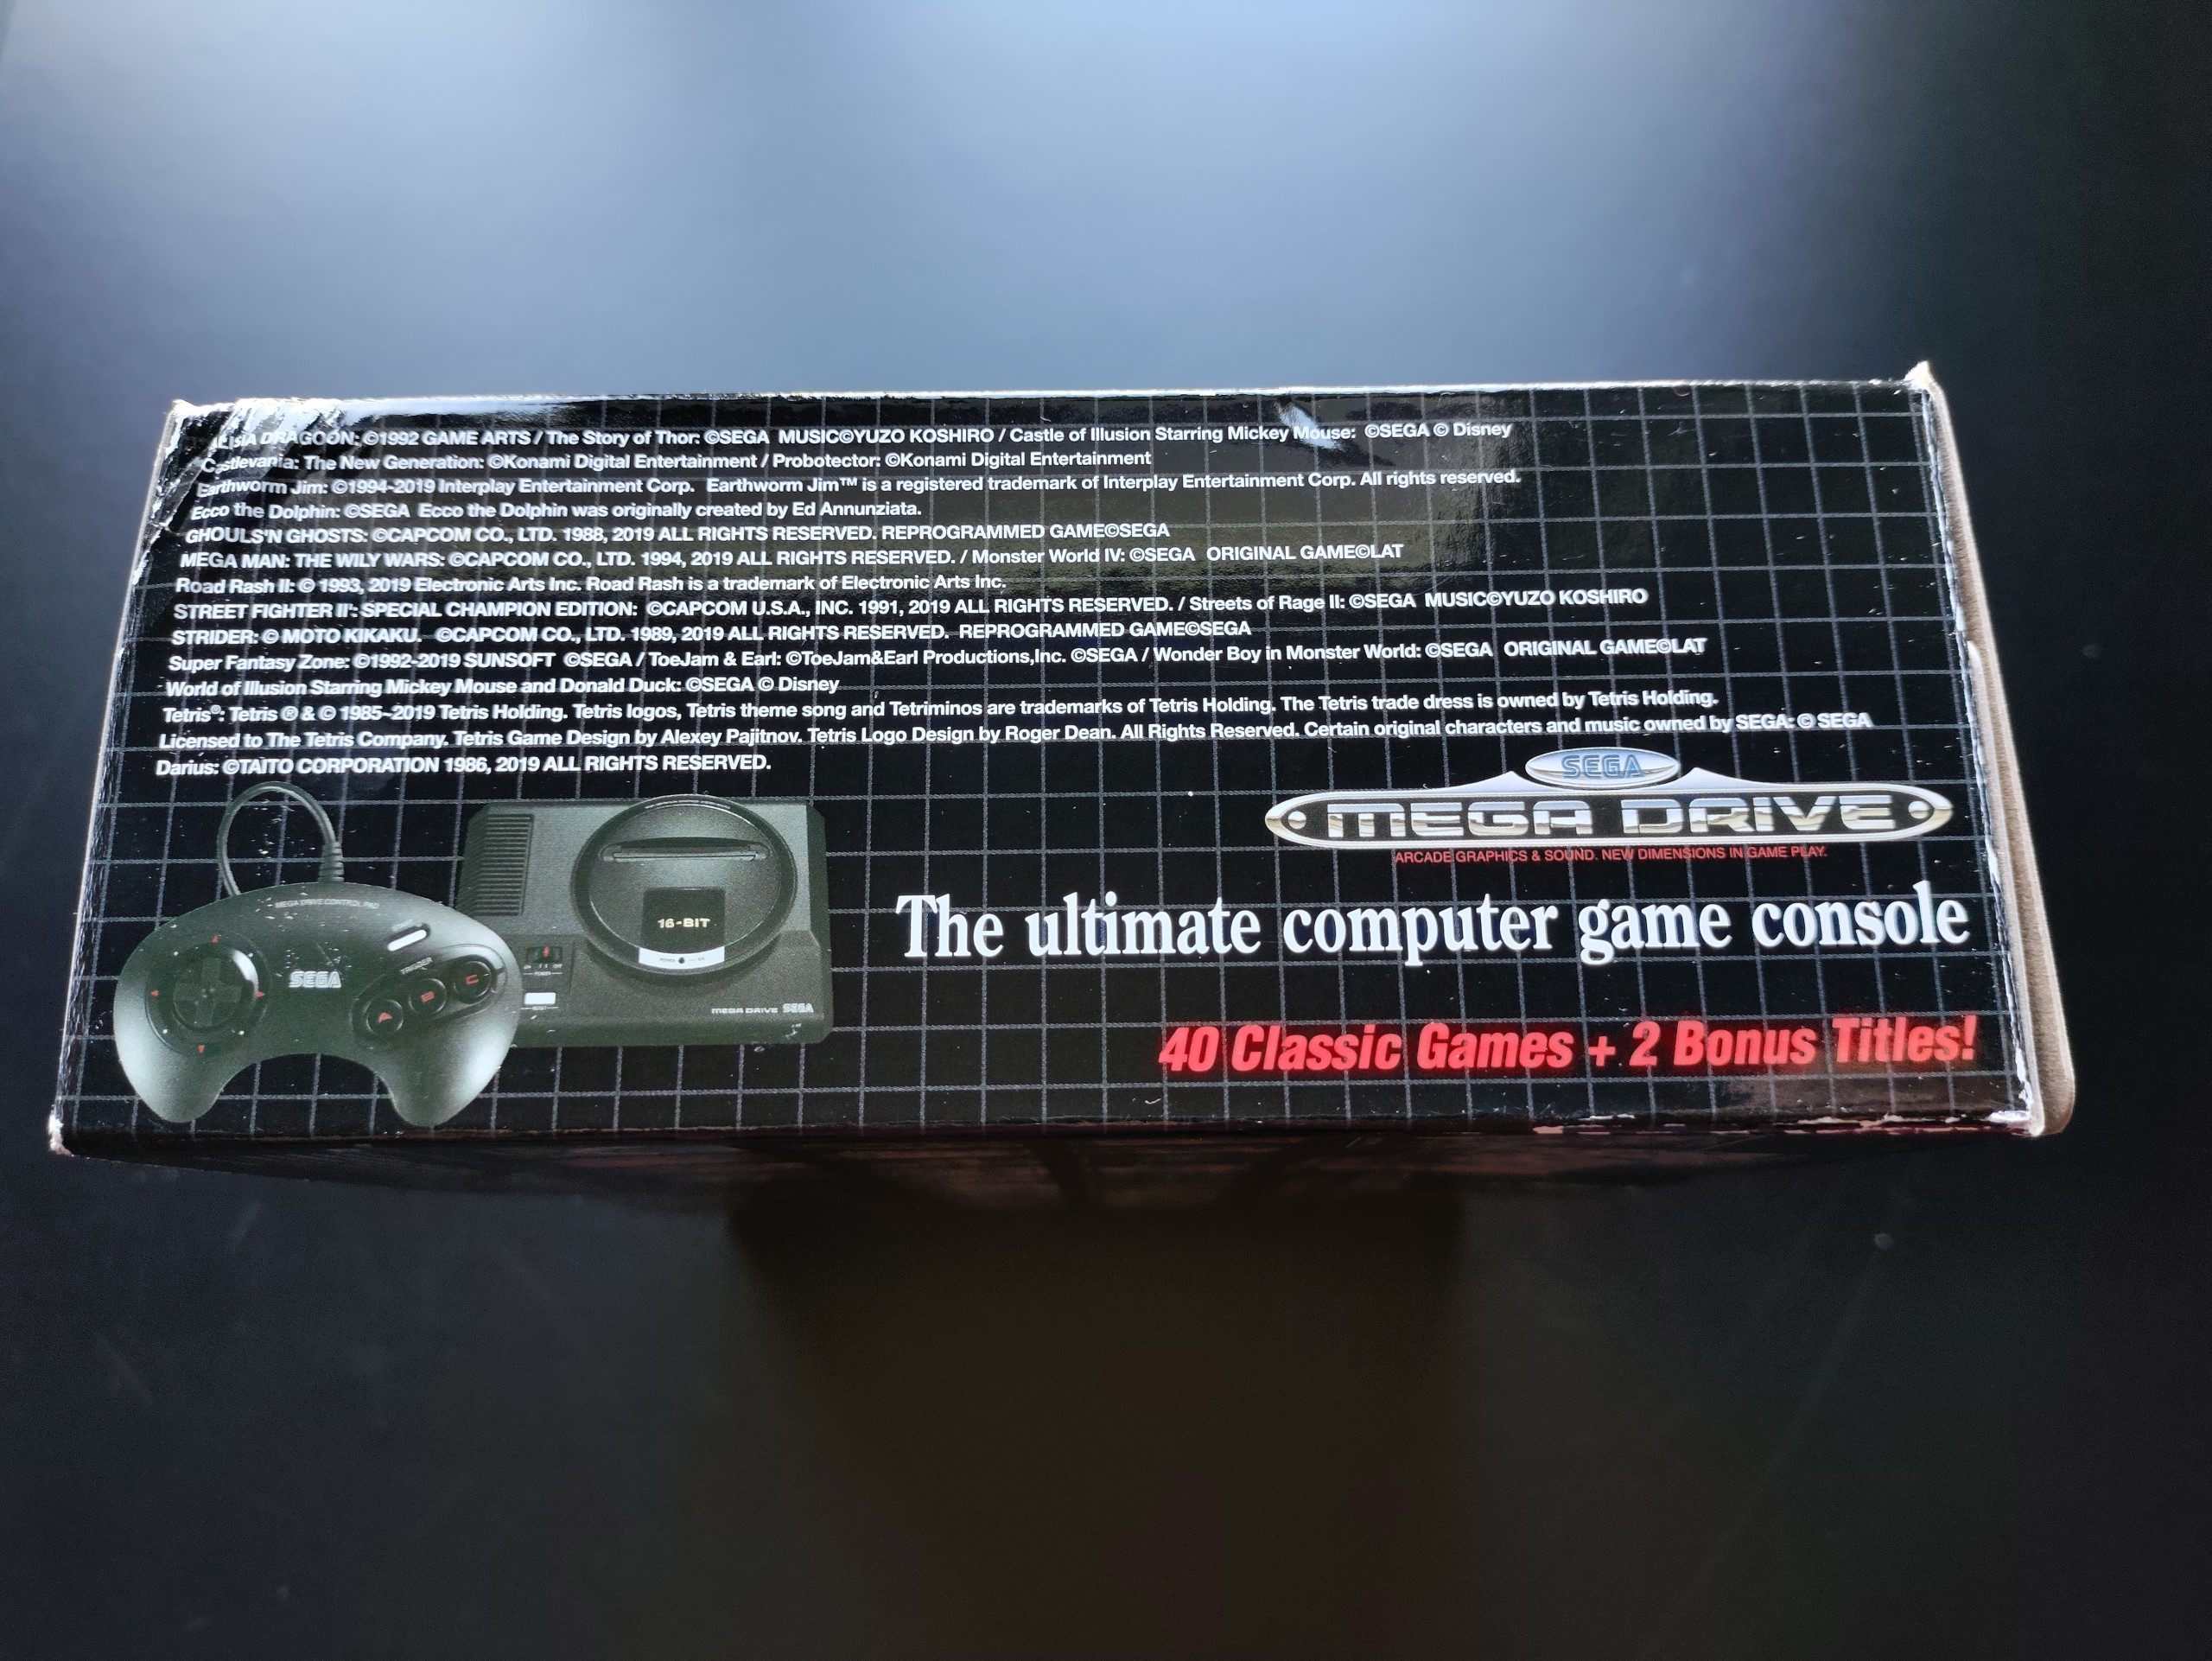 ALISIA DRAGOON: ©1992 GAME ARTS / The Story of Thor: ©SEGA MUSIC©YUZO KOSHIRO / Castle of Illusion Starring Mickey Mouse: ©SEGA © Disney
Castlevania: The New Generation: ©Konami Digital Entertainment / Probotector: ©Konami Digital Entertainment
Earthworm Jim: ©1994-2019 Interplay Entertainment Corp. Earthworm Jim™ is a registered trademark of Interplay Entertainment Corp. All rights reserved.
Ecco the Dolphin: ©SEGA Ecco the Dolphin was originally created by Ed Annunziata.
GHOULS'N GHOSTS: ©CAPCOM CO., LTD. 1988, 2019 ALL RIGHTS RESERVED. REPROGRAMMED GAME©SEGA
MEGA MAN: THE WILY WARS: ©CAPCOM CO., LTD. 1994, 2019 ALL RIGHTS RESERVED. / Monster World IV: ©SEGA ORIGINAL GAME©LAT
Road Rash II: © 1993, 2019 Electronic Arts Inc. Road Rash is a trademark of Electronic Arts Inc.
STREET FIGHTER II': SPECIAL CHAMPION EDITION: ©CAPCOM U.S.A., INC. 1991, 2019 ALL RIGHTS RESERVED. / Streets of Rage II: ©SEGA MUSIC©YUZO KOSHIRO
STRIDER: © MOTO KIKAKU. ©CAPCOM CO., LTD. 1989, 2019 ALL RIGHTS RESERVED. REPROGRAMMED GAME©SEGA
Super Fantasy Zone: ©1992-2019 SUNSOFT ©SEGA / ToeJam & Earl: ©ToeJam&Earl Productions,Inc. ©SEGA / Wonder Boy in Monster World: ©SEGA ORIGINAL GAME©LAT
World of Illusion Starring Mickey Mouse and Donald Duck: ©SEGA © Disney
Tetris®: Tetris ® & © 1985~2019 Tetris Holding. Tetris logos, Tetris theme song and Tetriminos are trademarks of Tetris Holding. The Tetris trade dress is owned by Tetris Holding.
Licensed to The Tetris Company. Tetris Game Design by Alexey Pajitnov. Tetris Logo Design by Roger Dean. All Rights Reserved. Certain original characters and music owned by SEGA: © SEGA
Darius: ©TAITO CORPORATION 1986, 2019 ALL RIGHTS RESERVED.
SEGA
MEGA DRIVE
ARCADE GRAPHICS & SOUND. NEW DIMENSIONS IN GAME PLAY.
The ultimate computer game console
40 Classic Games + 2 Bonus Titles!
MEGA DRIVE CONTROL PAD
SEGA
TRIGGER
A B C
16-BIT
POWER
MEGA DRIVE SEGA